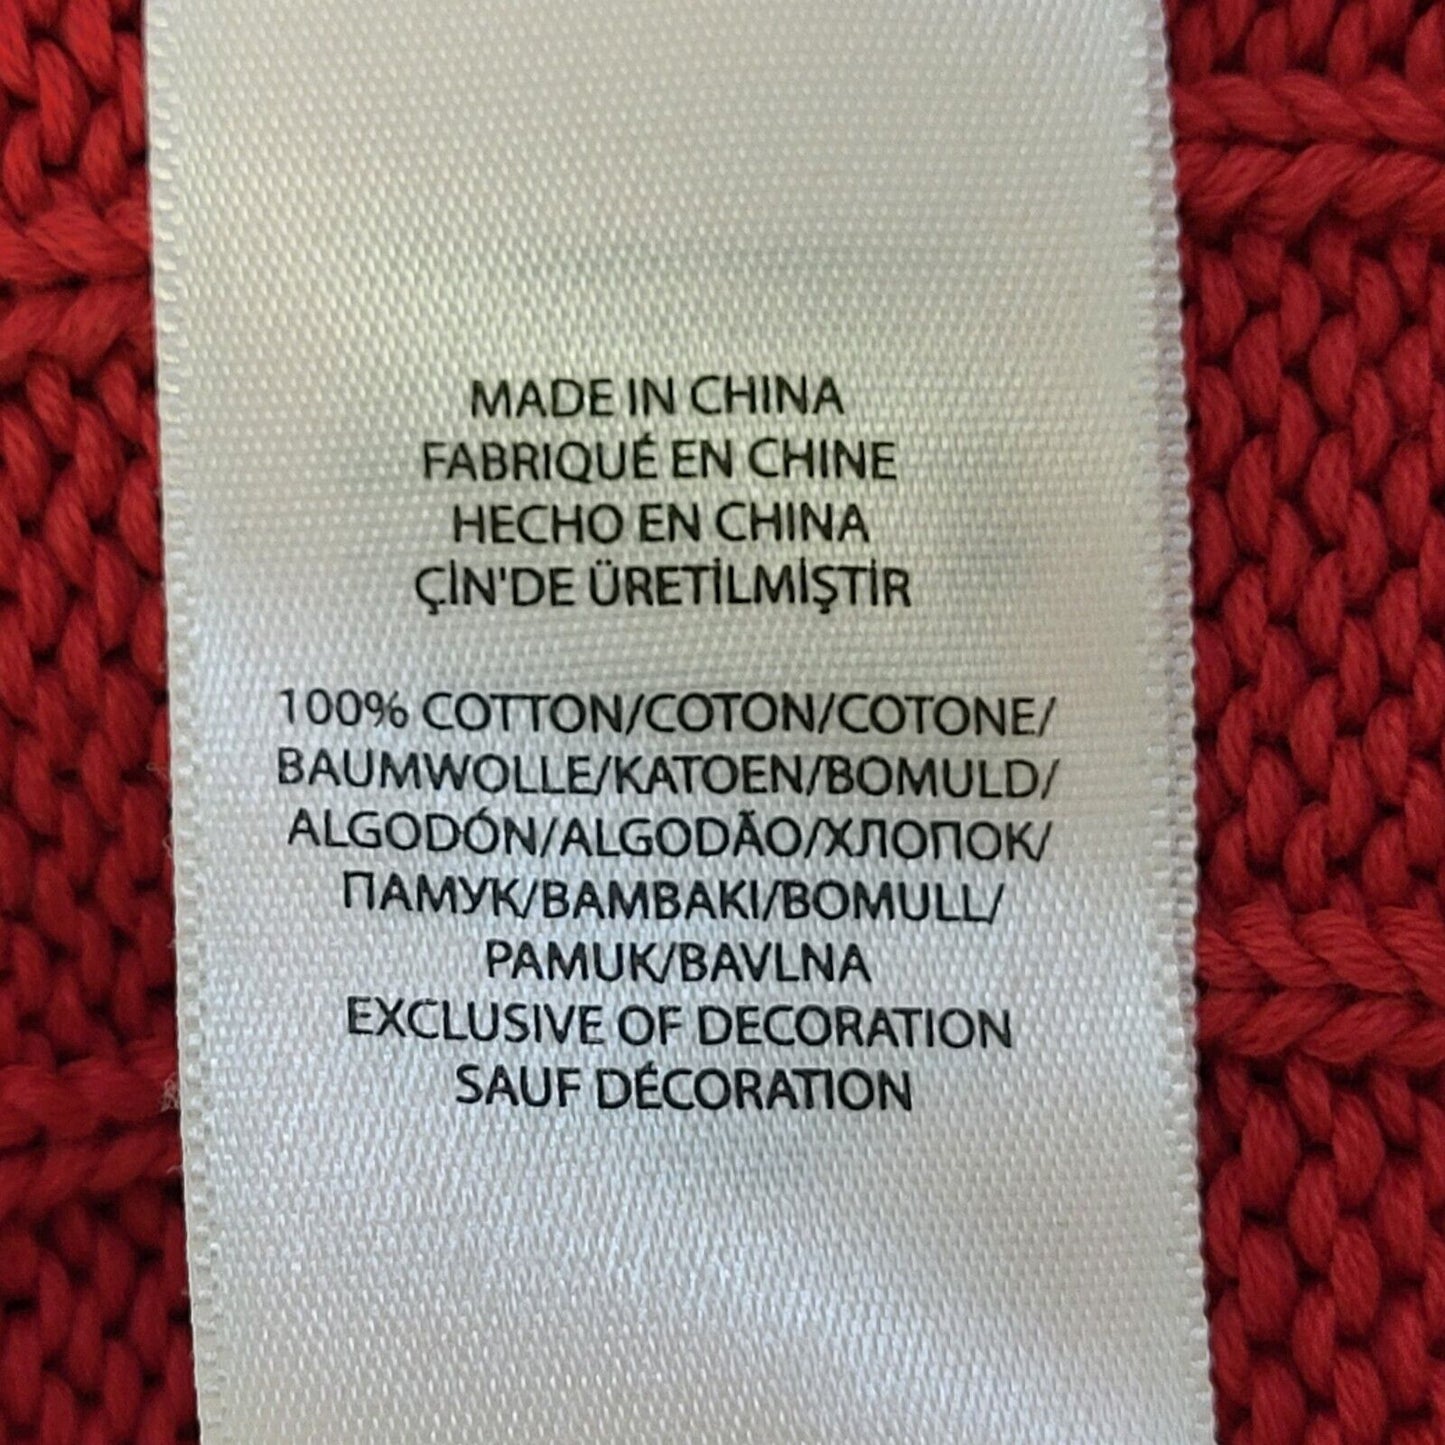 MADE IN CHINA
FABRIQUÉ EN CHINE
HECHO EN CHINA
ÇİN'DE ÜRETİLMİŞTİR
100% COTTON/COTON/COTONE/
BAUMWOLLE/KATOEN/BOMULD/
ALGODÓN/ALGODÃO/ХЛОПОК/
ПАМУК/BAMBAKI/BOMULL/
PAMUK/BAVLNA
EXCLUSIVE OF DECORATION
SAUF DÉCORATION